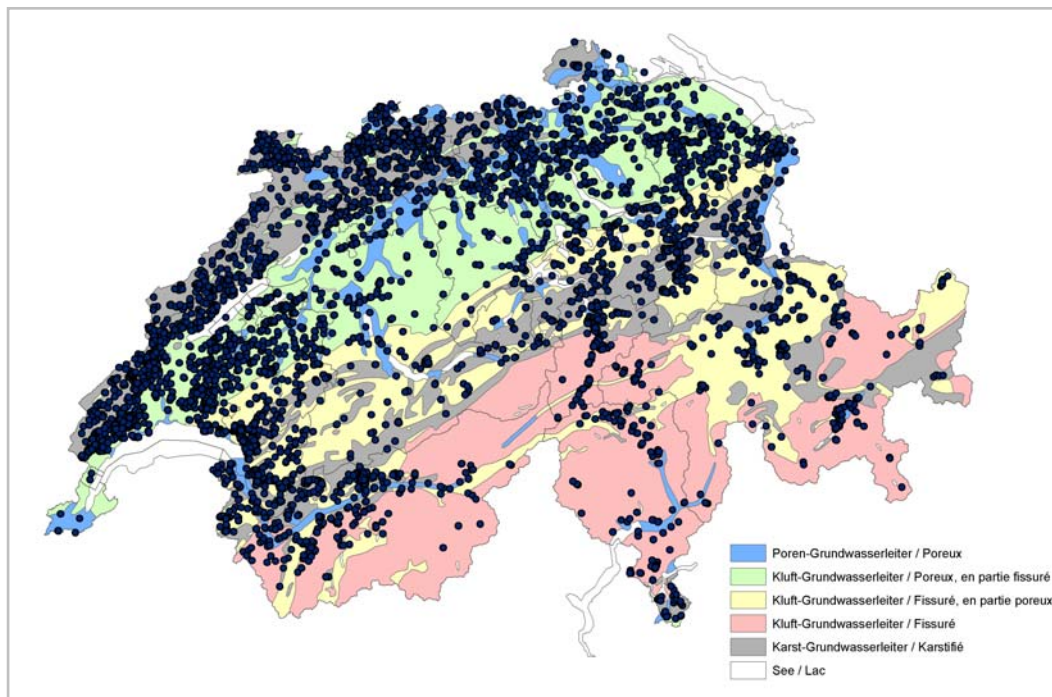 Poren-Grundwasserleiter / Poreux
Kluft-Grundwasserleiter / Poreux, en partie fissuré
Kluft-Grundwasserleiter / Fissuré, en partie poreux
Kluft-Grundwasserleiter / Fissuré
Karst-Grundwasserleiter / Karstifié
See / Lac